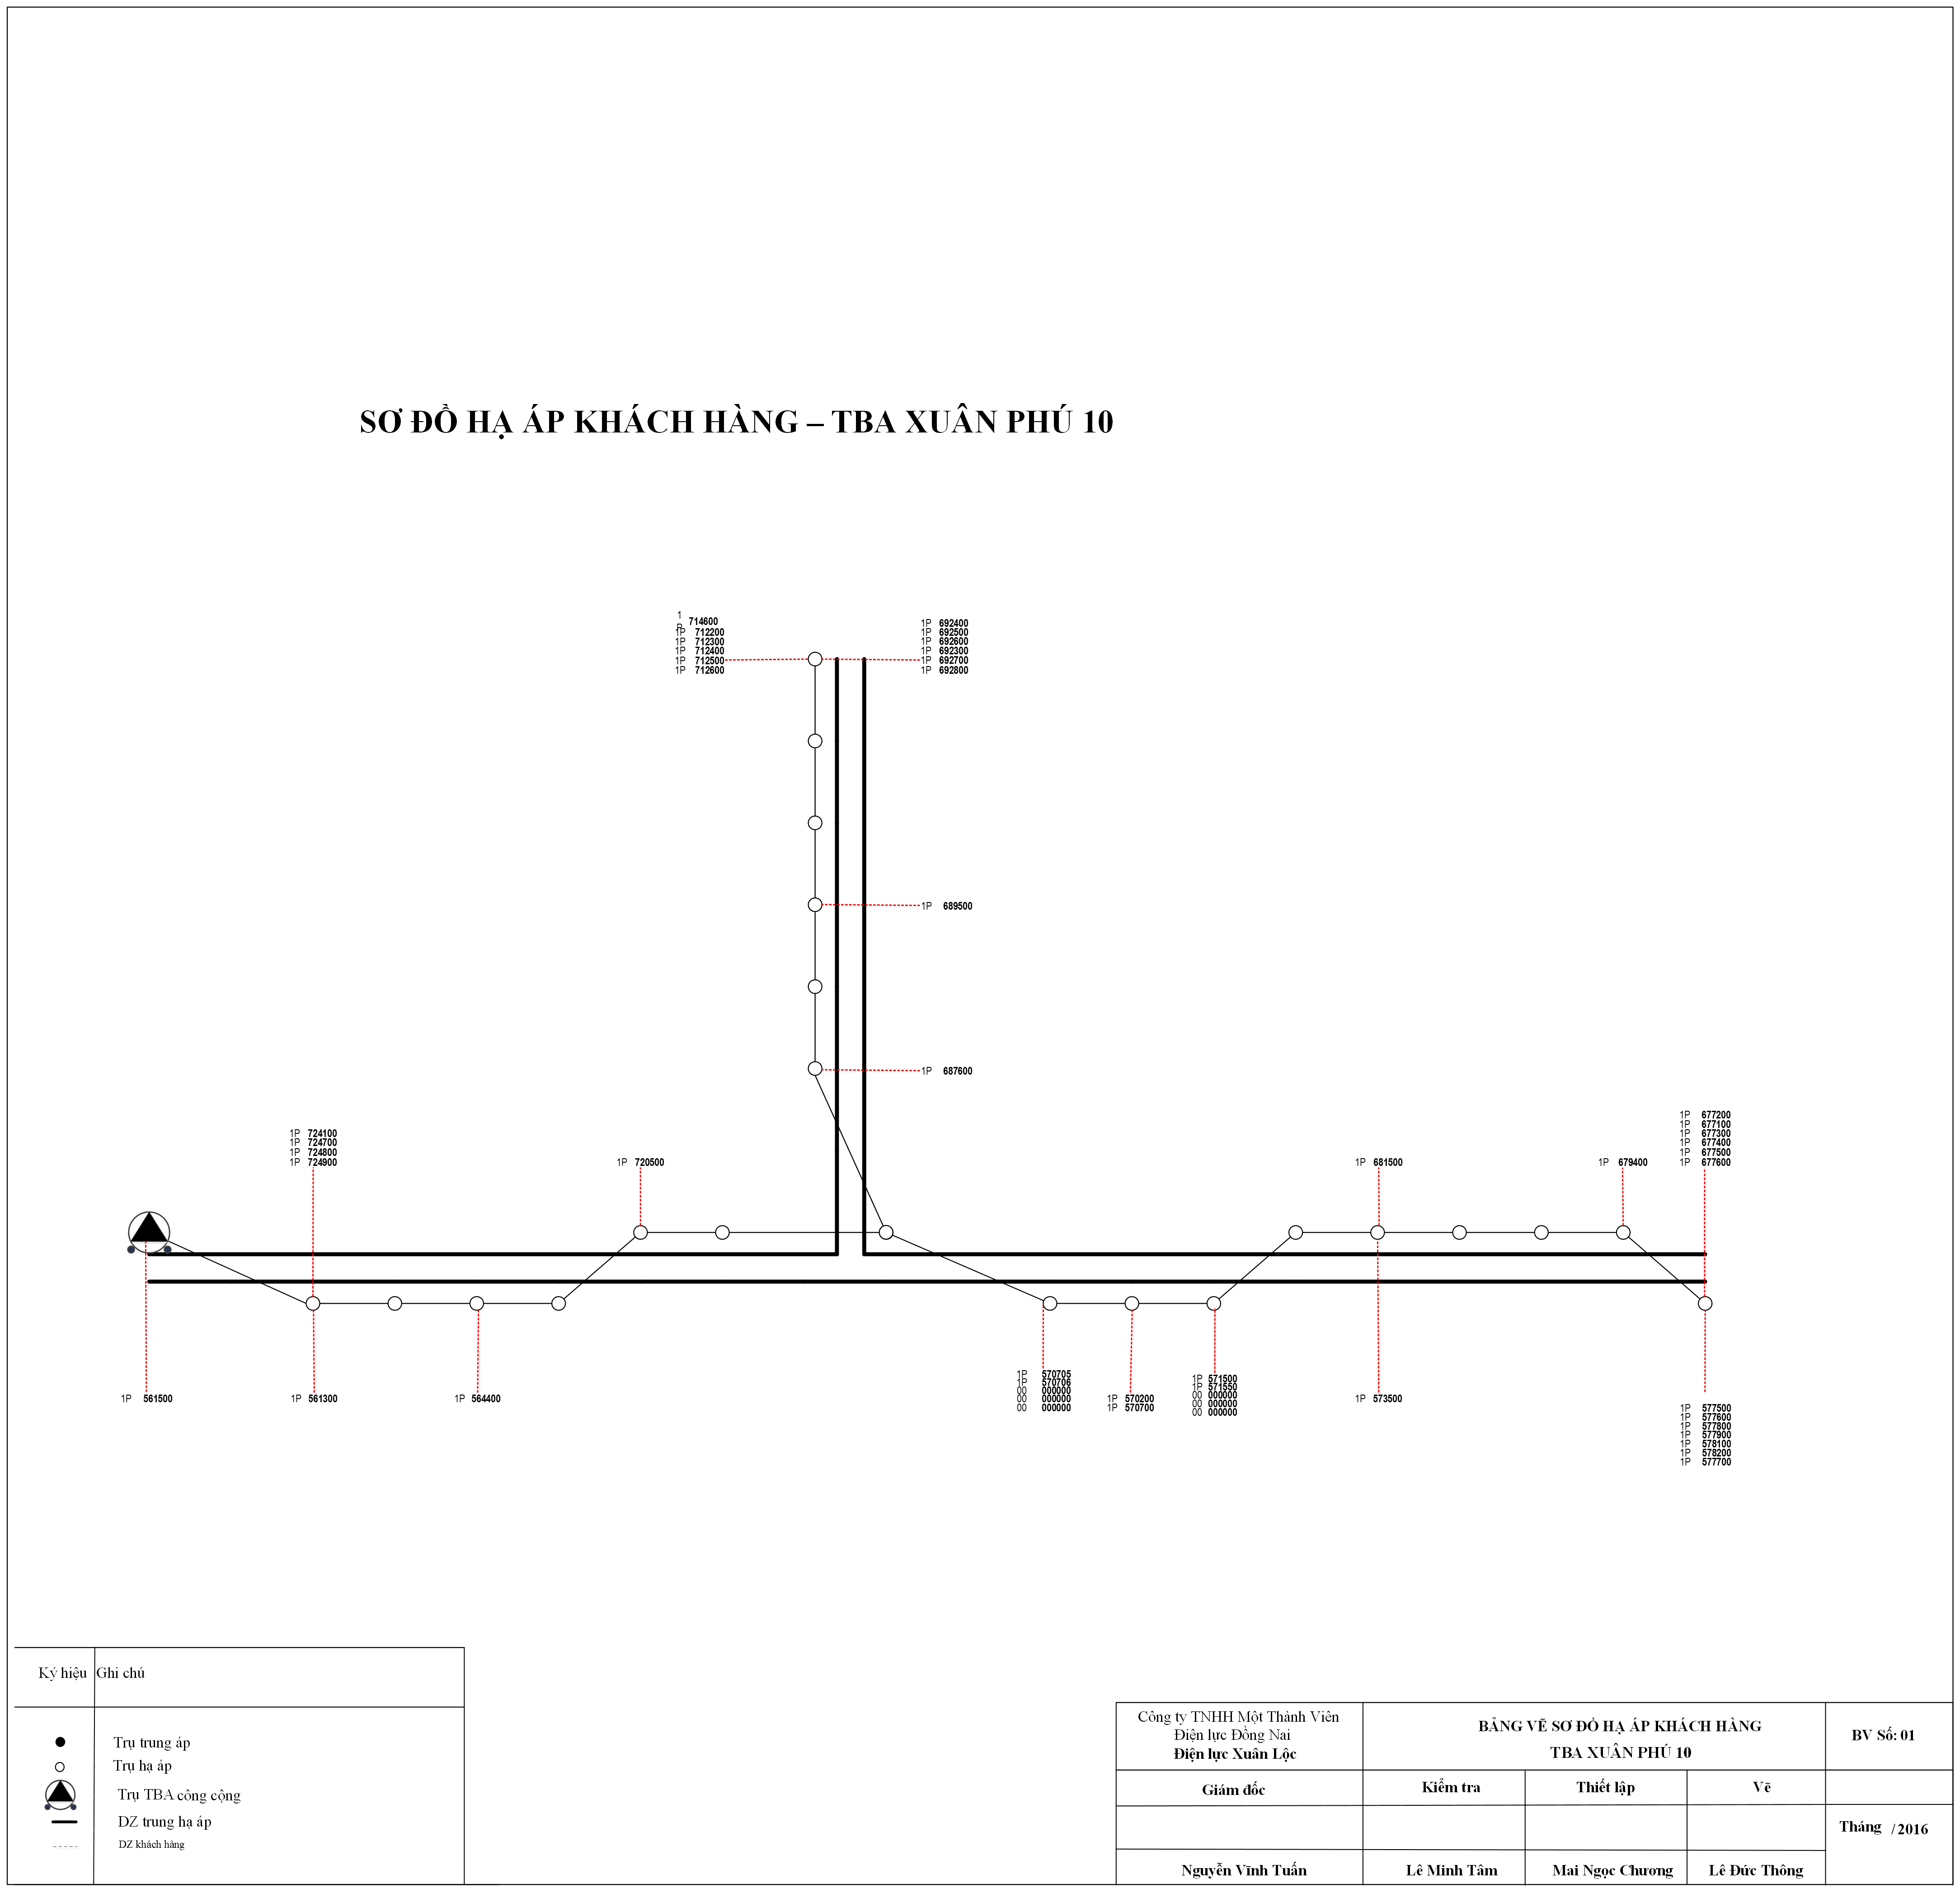 SƠ ĐỒ HẠ ÁP KHÁCH HÀNG – TBA XUÂN PHÚ 10
1P 714600
1P 712200
1P 712300
1P 712400
1P 712500
1P 712600
1P 692400
1P 692500
1P 692600
1P 692300
1P 692700
1P 692800
1P 689500
1P 687600
1P 724100
1P 724700
1P 724800
1P 724900
1P 720500
1P 681500
1P 679400
1P 677200
1P 677100
1P 677300
1P 677400
1P 677500
1P 677600
1P 561500
1P 561300
1P 564400
1P 570705
1P 570706
00 000000
00 000000
00 000000
1P 570200
1P 570700
1P 571500
1P 571550
00 000000
00 000000
00 000000
1P 573500
1P 577500
1P 577600
1P 577800
1P 577900
1P 578100
1P 578200
1P 577700
Ký hiệu Ghi chú
Trụ trung áp
Trụ hạ áp
Trụ TBA công cộng
DZ trung hạ áp
DZ khách hàng
Công ty TNHH Một Thành Viên
Điện lực Đồng Nai
Điện lực Xuân Lộc
BẢNG VẼ SƠ ĐỒ HẠ ÁP KHÁCH HÀNG
TBA XUÂN PHÚ 10
BV Số: 01
Giám đốc Kiểm tra Thiết lập Vẽ
Tháng /2016
Nguyễn Vĩnh Tuấn Lê Minh Tâm Mai Ngọc Chương Lê Đức Thông